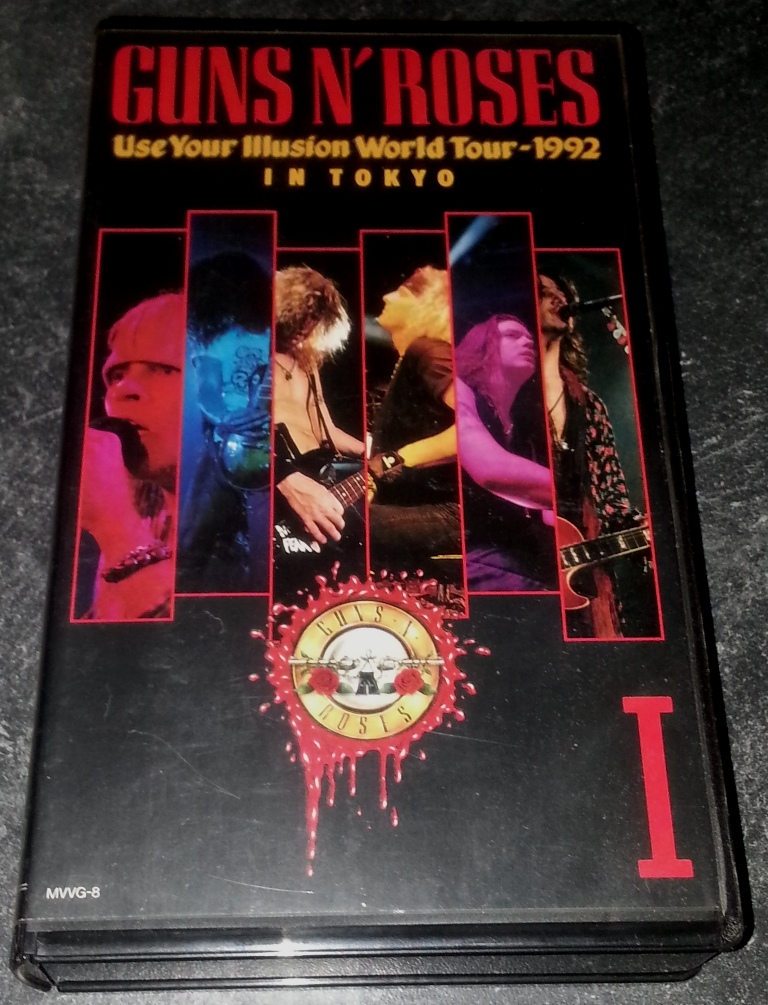 GUNS N' ROSES
Use Your Illusion World Tour-1992
IN TOKYO
GUNS·N·
ROSES
I
MVVG-8